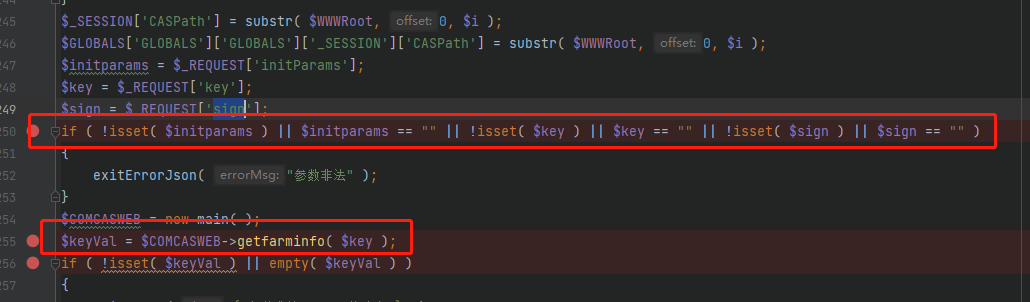 245 $_SESSION['CASPath'] = substr( $WWWRoot, offset: 0, $i );
246 $GLOBALS['GLOBALS']['GLOBALS']['_SESSION']['CASPath'] = substr( $WWWRoot, offset: 0, $i );
247 $initparams = $_REQUEST['initParams'];
248 $key = $_REQUEST['key'];
249 $sign = $_REQUEST['sign'];
250 if ( !isset( $initparams ) || $initparams == "" || !isset( $key ) || $key == "" || !isset( $sign ) || $sign == "" )
251 {
252 exitErrorJson( errorMsg: "参数非法" );
253 }
254 $COMCASWEB = new main( );
255 $keyVal = $COMCASWEB->getfarminfo( $key );
256 if ( !isset( $keyVal ) || empty( $keyVal ) )
257 {